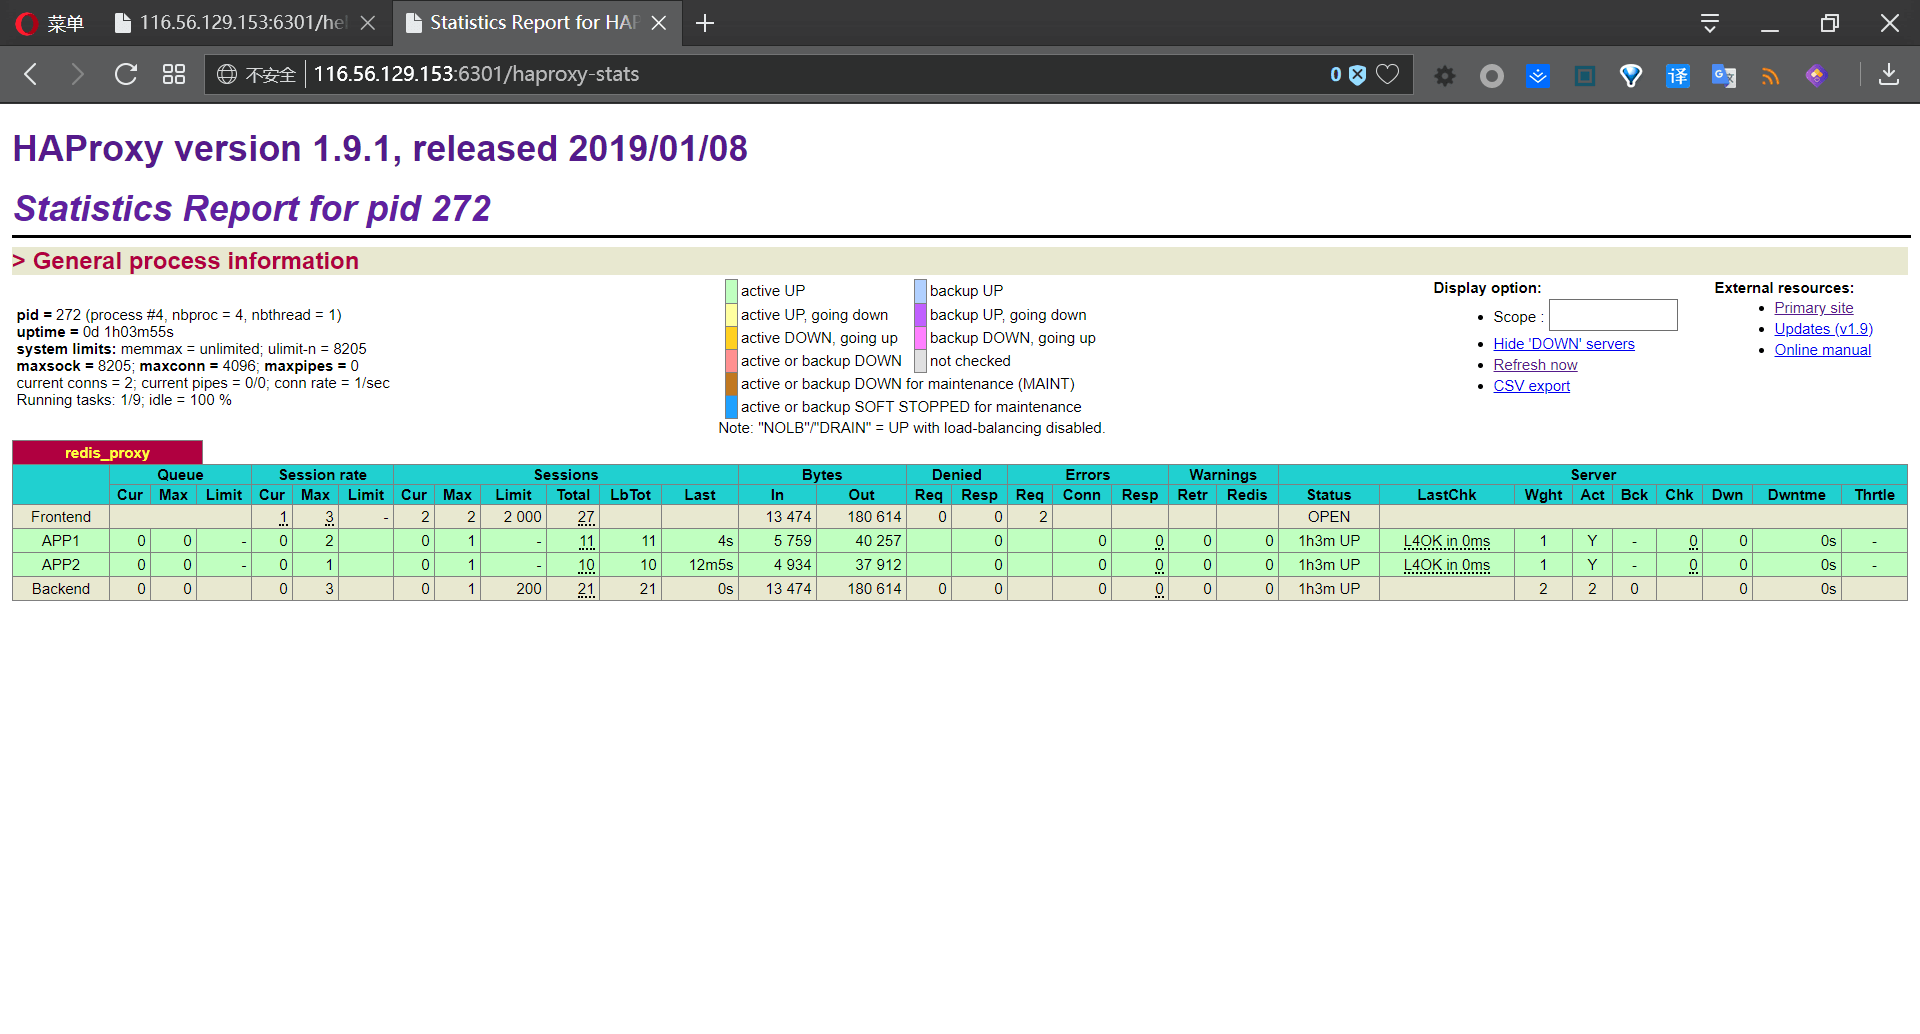 菜单
116.56.129.153:6301/hel
Statistics Report for HAP
不安全 116.56.129.153:6301/haproxy-stats
0
译
HAProxy version 1.9.1, released 2019/01/08
Statistics Report for pid 272
> General process information
pid = 272 (process #4, nbproc = 4, nbthread = 1)
uptime = 0d 1h03m55s
system limits: memmax = unlimited; ulimit-n = 8205
maxsock = 8205; maxconn = 4096; maxpipes = 0
current conns = 2; current pipes = 0/0; conn rate = 1/sec
Running tasks: 1/9; idle = 100 %
active UP backup UP
active UP, going down backup UP, going down
active DOWN, going up backup DOWN, going up
active or backup DOWN not checked
active or backup DOWN for maintenance (MAINT)
active or backup SOFT STOPPED for maintenance
Note: "NOLB"/"DRAIN" = UP with load-balancing disabled.
Display option:
Scope :
Hide 'DOWN' servers
Refresh now
CSV export
External resources:
Primary site
Updates (v1.9)
Online manual
redis_proxy
Queue Session rate Sessions Bytes Denied Errors Warnings Server
Cur Max Limit Cur Max Limit Cur Max Limit Total LbTot Last In Out Req Resp Req Conn Resp Retr Redis Status LastChk Wght Act Bck Chk Dwn Dwntme Thrtle
Frontend 1 3 - 2 2 2 000 27 13 474 180 614 0 0 2 OPEN
APP1 0 0 - 0 2 0 1 - 11 11 4s 5 759 40 257 0 0 0 0 0 1h3m UP L4OK in 0ms 1 Y - 0 0 0s -
APP2 0 0 - 0 1 0 1 - 10 10 12m5s 4 934 37 912 0 0 0 0 0 1h3m UP L4OK in 0ms 1 Y - 0 0 0s -
Backend 0 0 0 3 0 1 200 21 21 0s 13 474 180 614 0 0 0 0 0 0 1h3m UP 2 2 0 0 0s